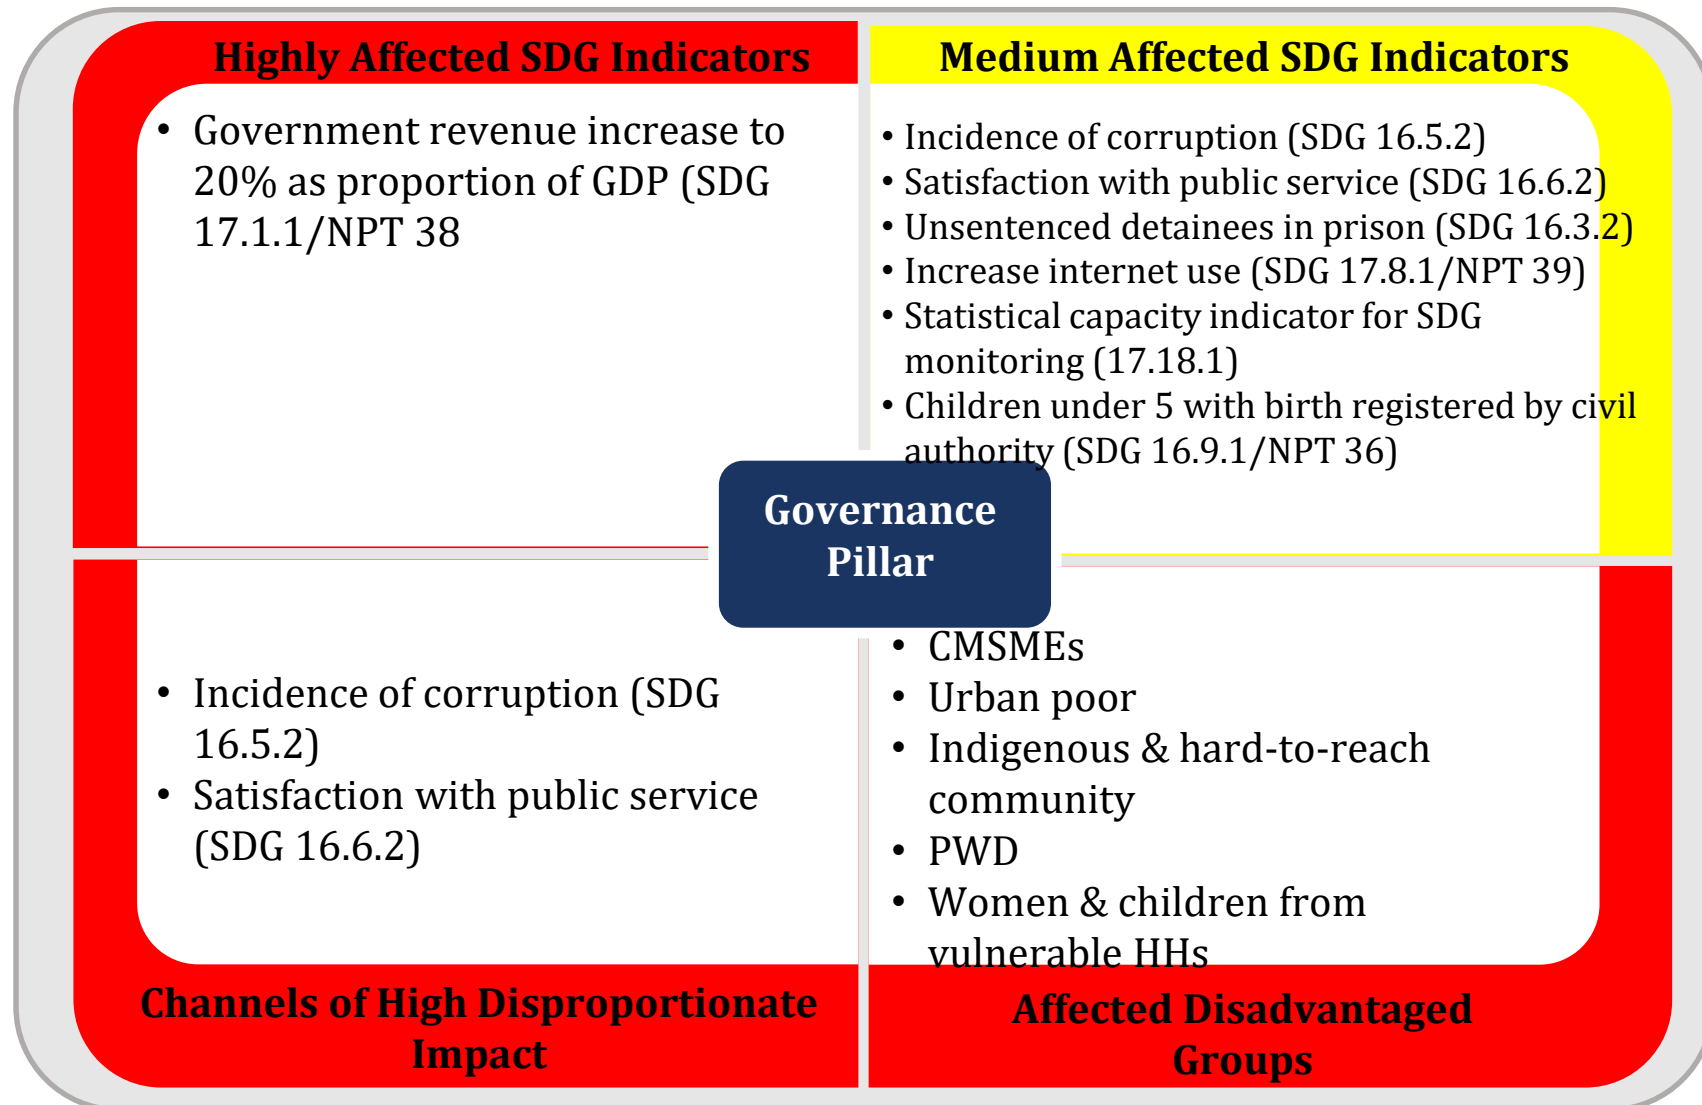 Highly Affected SDG Indicators
• Government revenue increase to
20% as proportion of GDP (SDG
17.1.1/NPT 38
Medium Affected SDG Indicators
• Incidence of corruption (SDG 16.5.2)
• Satisfaction with public service (SDG 16.6.2)
• Unsentenced detainees in prison (SDG 16.3.2)
• Increase internet use (SDG 17.8.1/NPT 39)
• Statistical capacity indicator for SDG
monitoring (17.18.1)
• Children under 5 with birth registered by civil
authority (SDG 16.9.1/NPT 36)
Governance
Pillar
• Incidence of corruption (SDG
16.5.2)
• Satisfaction with public service
(SDG 16.6.2)
Channels of High Disproportionate
Impact
• CMSMEs
• Urban poor
• Indigenous & hard-to-reach
community
• PWD
• Women & children from
vulnerable HHs
Affected Disadvantaged
Groups